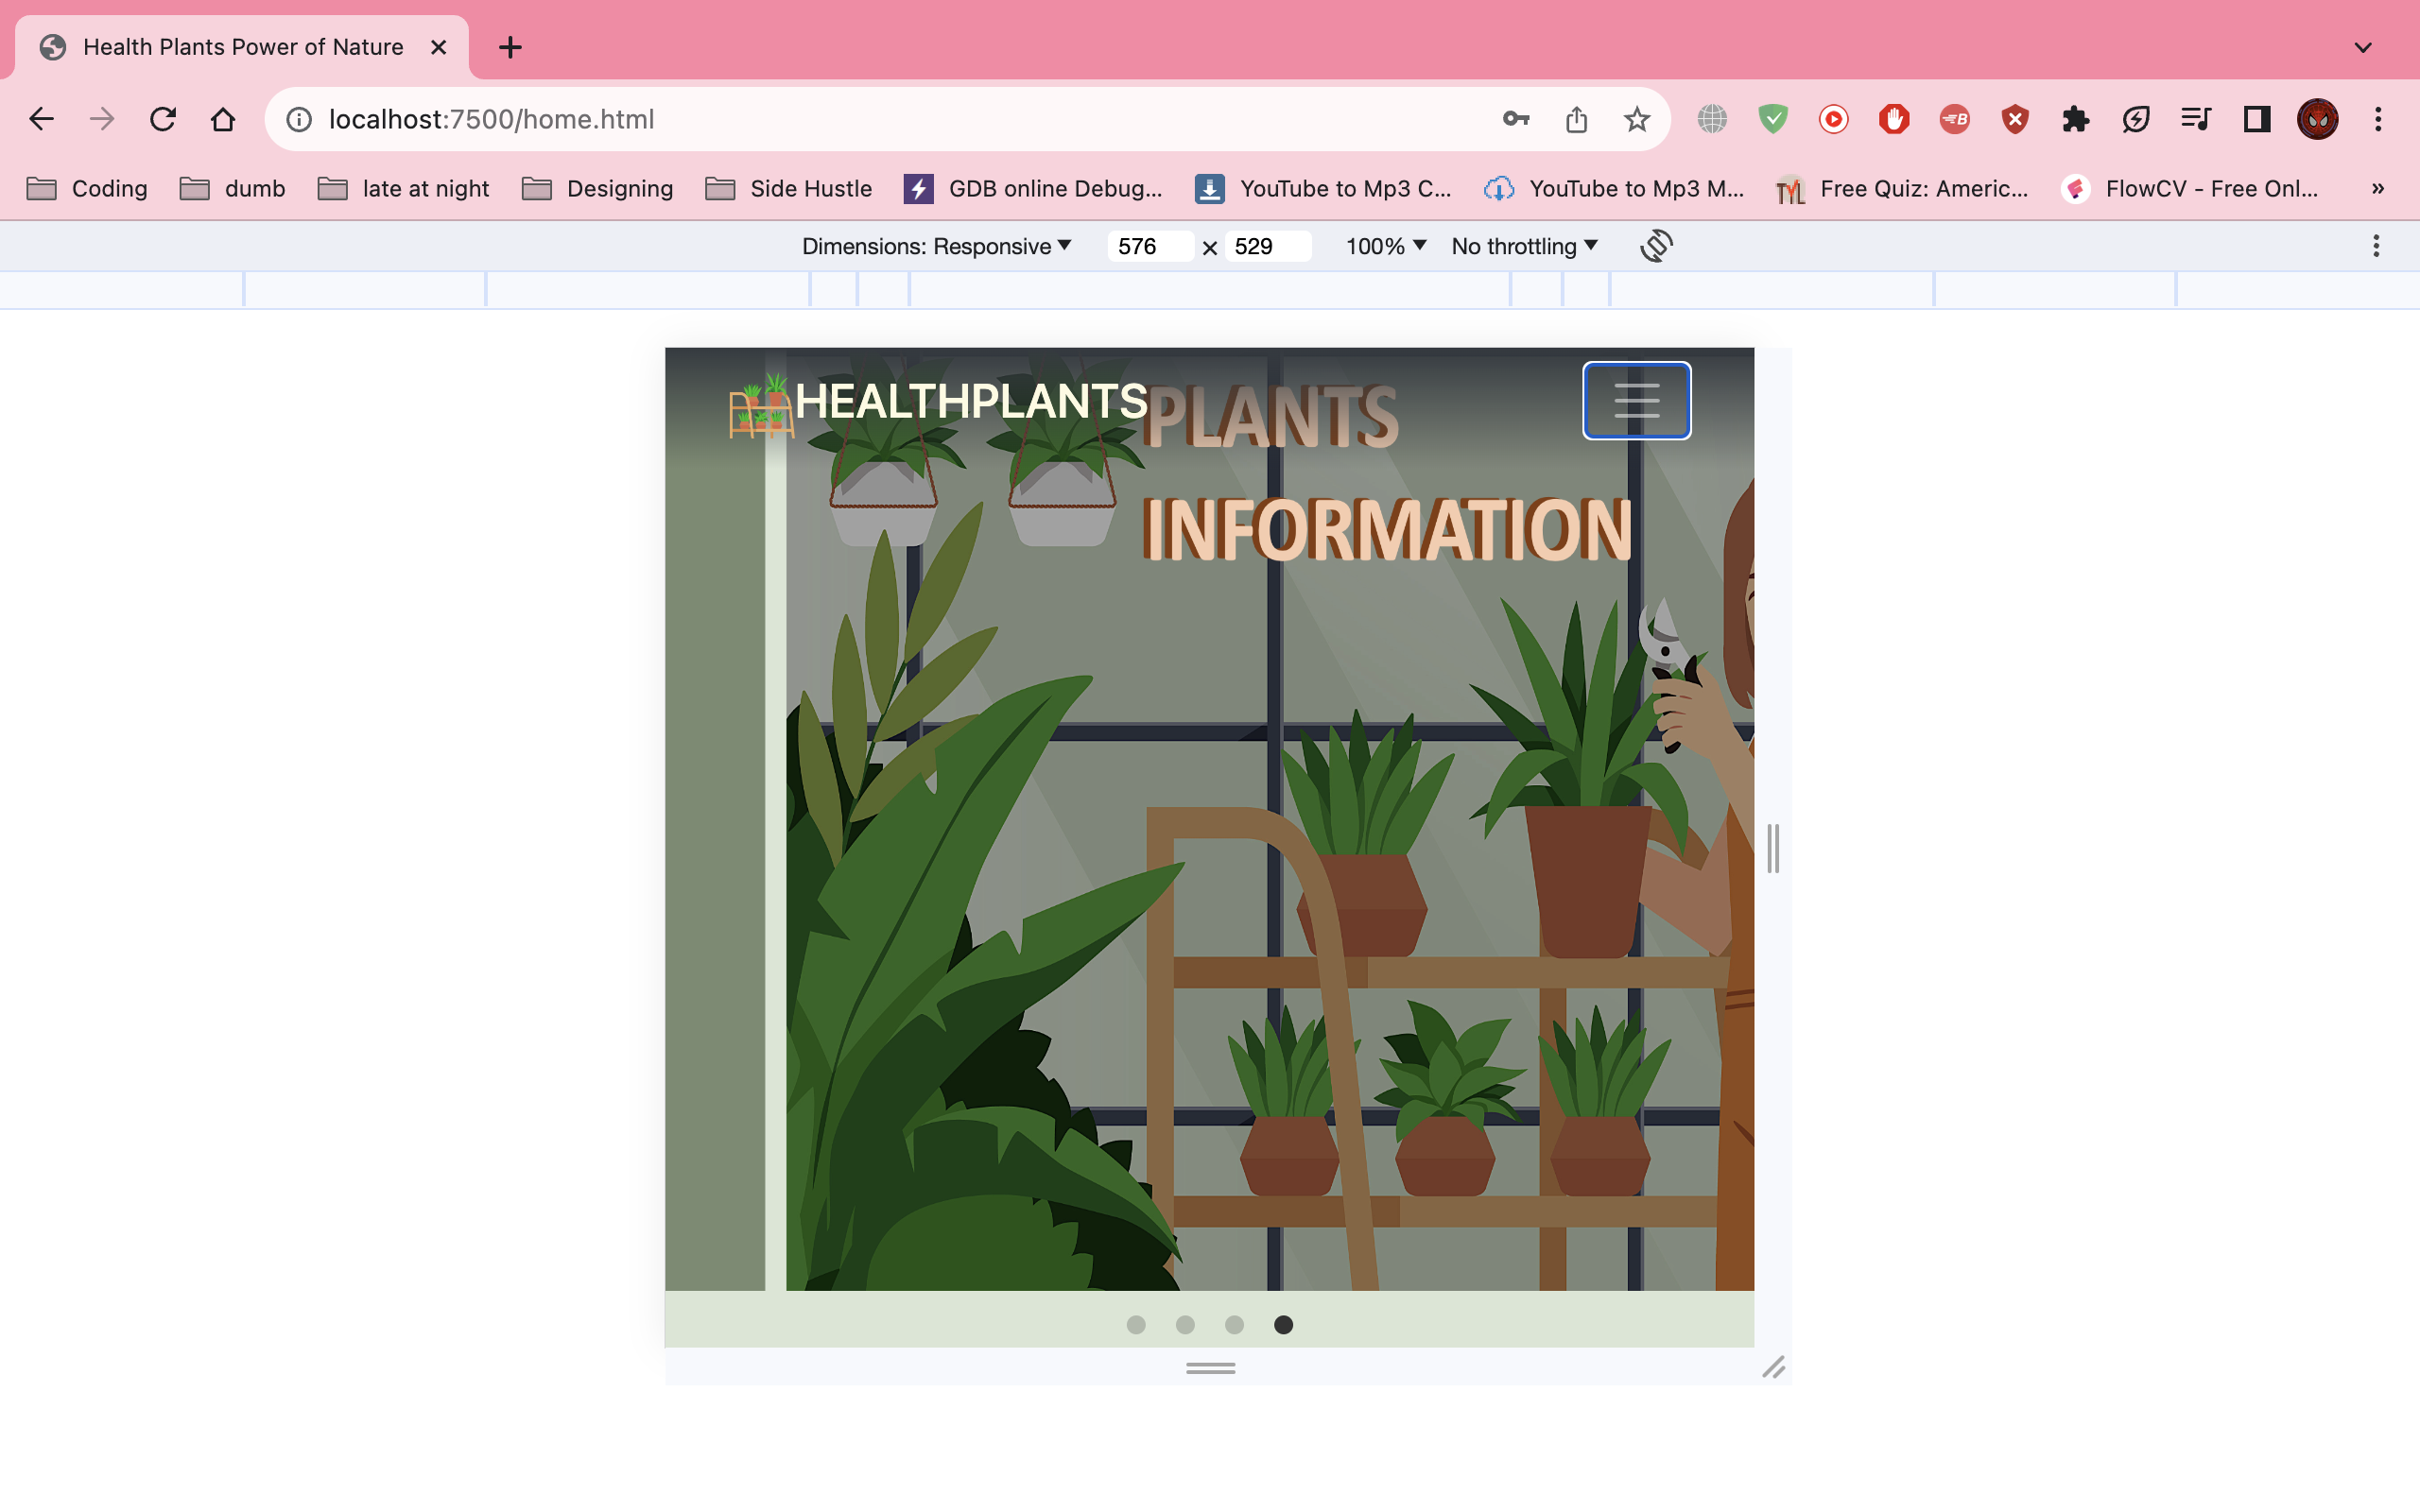 Health Plants Power of Nature
localhost:7500/home.html
Coding dumb late at night Designing Side Hustle GDB online Debug... YouTube to Mp3 C... YouTube to Mp3 M... Free Quiz: Americ... FlowCV - Free Onl... »
Dimensions: Responsive 576 × 529 100% No throttling
HEALTHPLANTS
PLANTS
INFORMATION